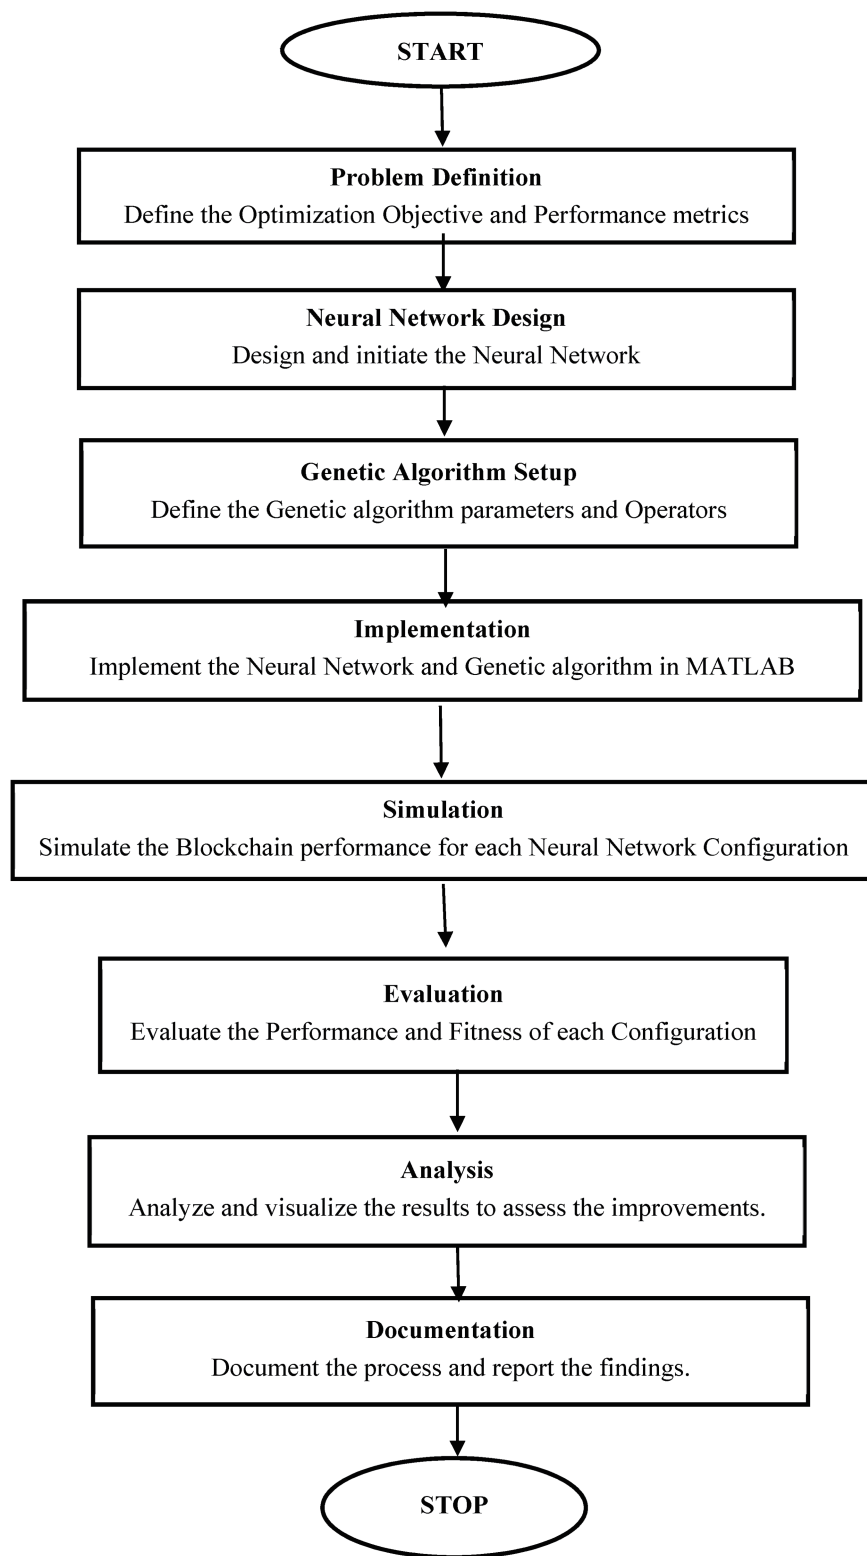 START
Problem Definition
Define the Optimization Objective and Performance metrics
Neural Network Design
Design and initiate the Neural Network
Genetic Algorithm Setup
Define the Genetic algorithm parameters and Operators
Implementation
Implement the Neural Network and Genetic algorithm in MATLAB
Simulation
Simulate the Blockchain performance for each Neural Network Configuration
Evaluation
Evaluate the Performance and Fitness of each Configuration
Analysis
Analyze and visualize the results to assess the improvements.
Documentation
Document the process and report the findings.
STOP